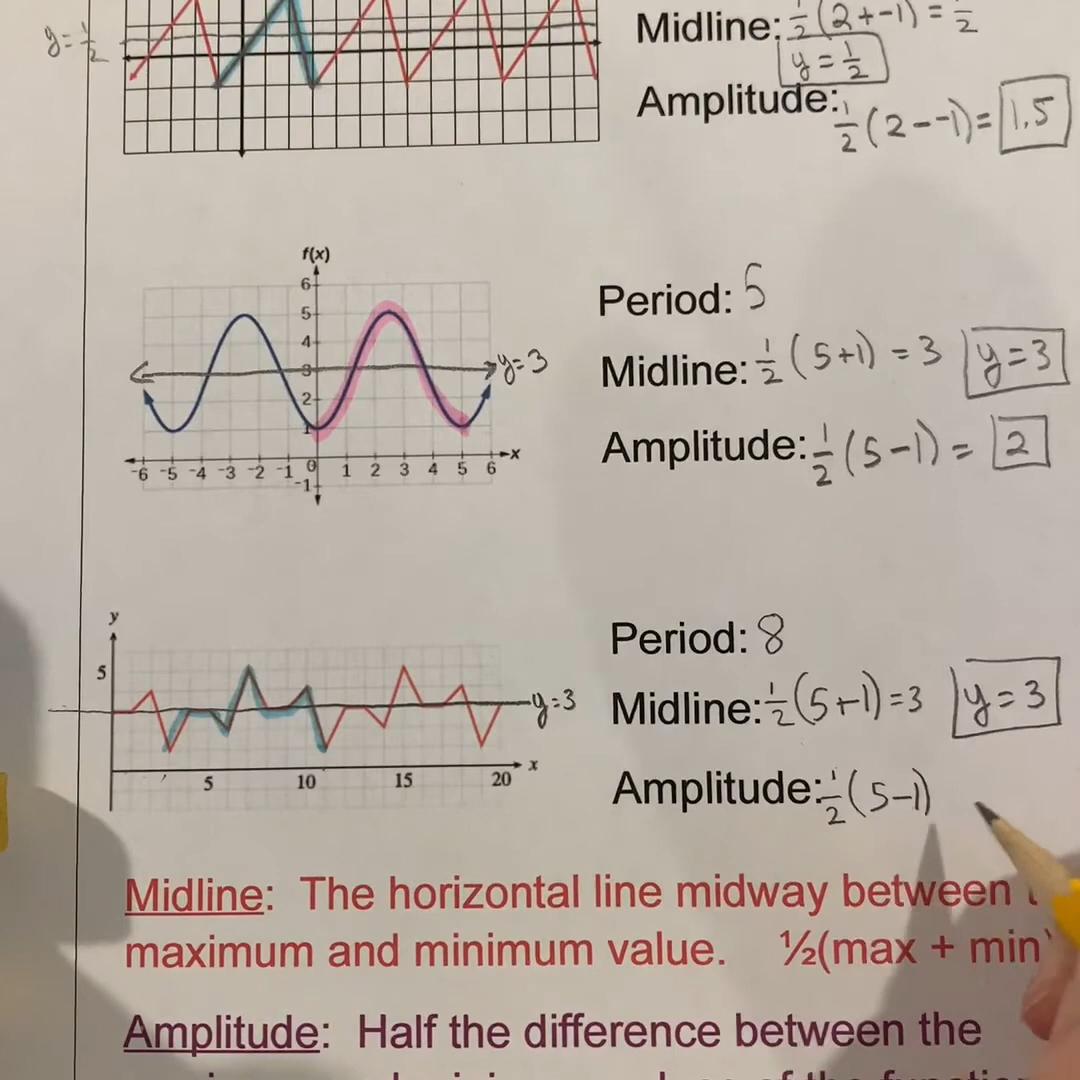 y=½
Midline: ½(2+-1) = ½
y=½
Amplitude: ½(2--1)= 1.5
f(x)
6
5
4
3
2
1
-6 -5 -4 -3 -2 -1 0 1 2 3 4 5 6 x
-1
y=3
Period: 5
Midline: ½(5+1) = 3 y=3
Amplitude: ½(5-1) = 2
y
5
5 10 15 20 x
y=3
Period: 8
Midline: ½(5+1)=3 y=3
Amplitude: ½(5-1)
Midline: The horizontal line midway between
maximum and minimum value. ½(max + min
Amplitude: Half the difference between the